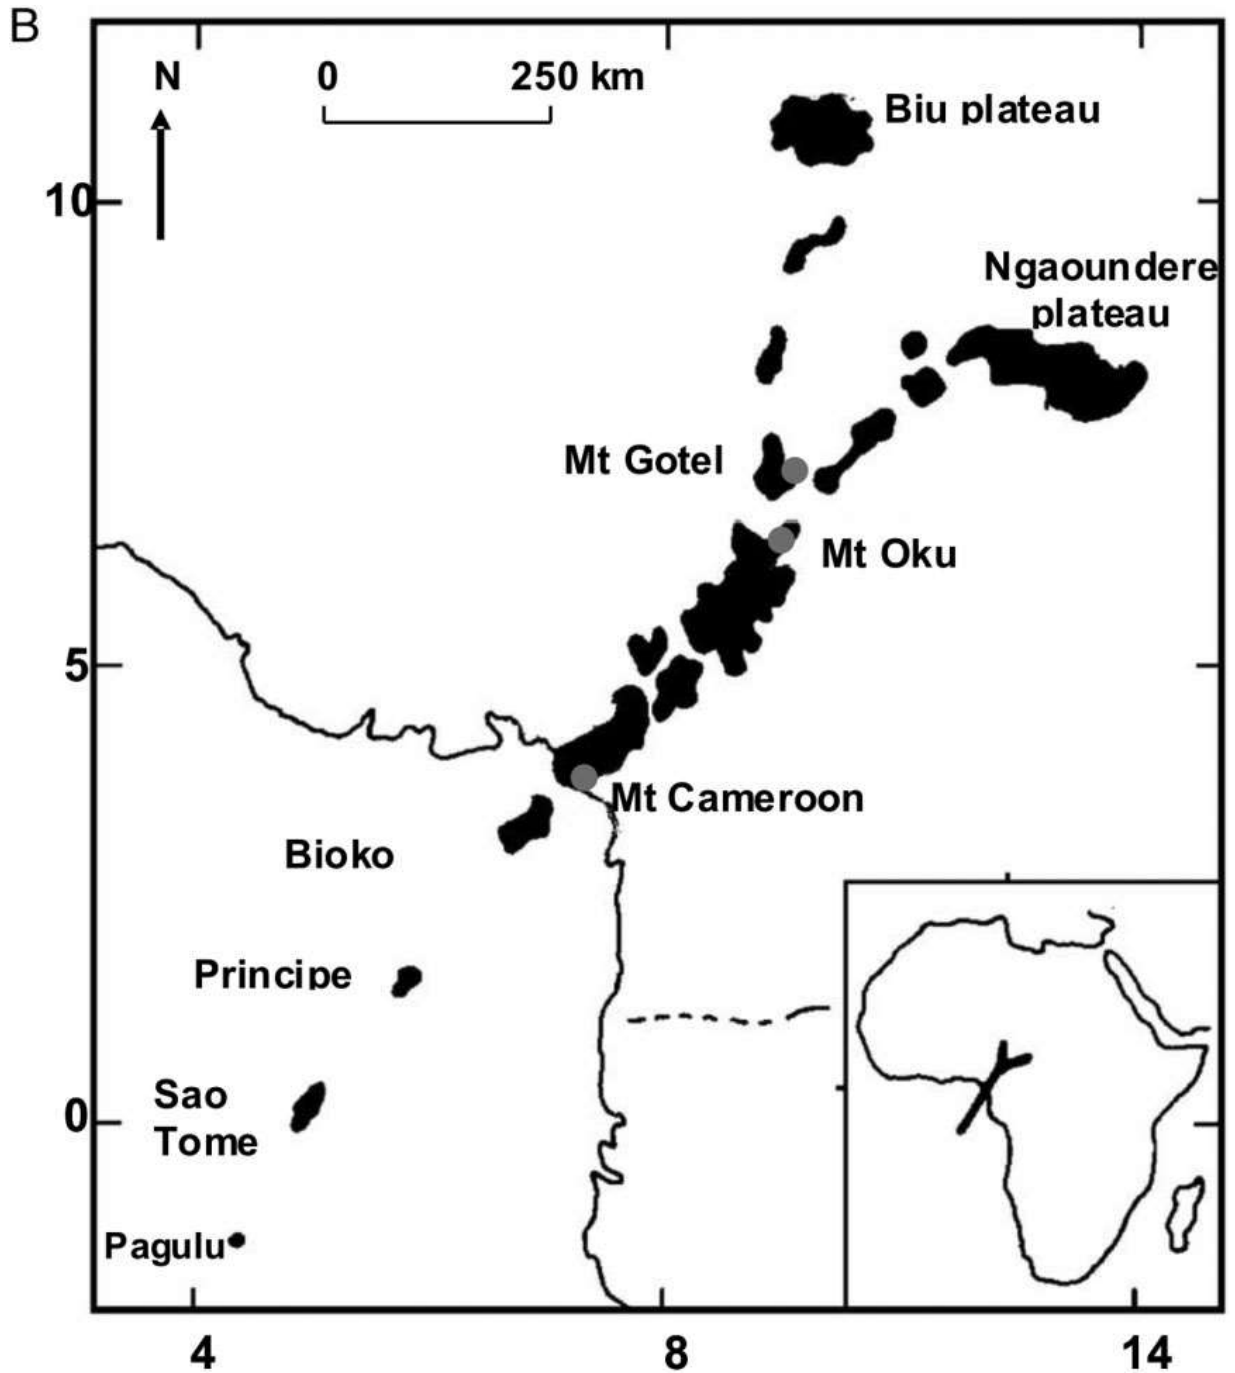 B
N
0 250 km
Biu plateau
10
Ngaoundere
plateau
Mt Gotel
Mt Oku
5
Mt Cameroon
Bioko
Principe
Sao
Tome
0
Pagulu
4 8 14